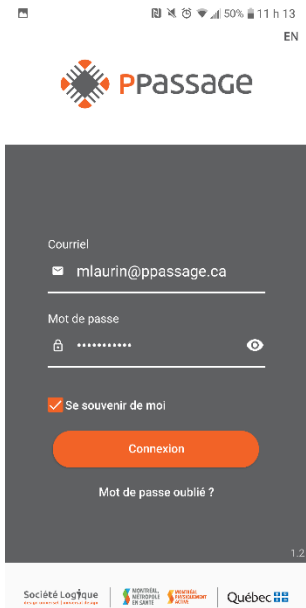 50% 11 h 13
EN
PPassage
Courriel
mlaurin@ppassage.ca
Mot de passe
•••••••••••
Se souvenir de moi
Connexion
Mot de passe oublié ?
1.2
Société Logique
MONTRÉAL, MÉTROPOLE EN SANTÉ
MONTRÉAL PHYSIQUEMENT ACTIVE
Québec